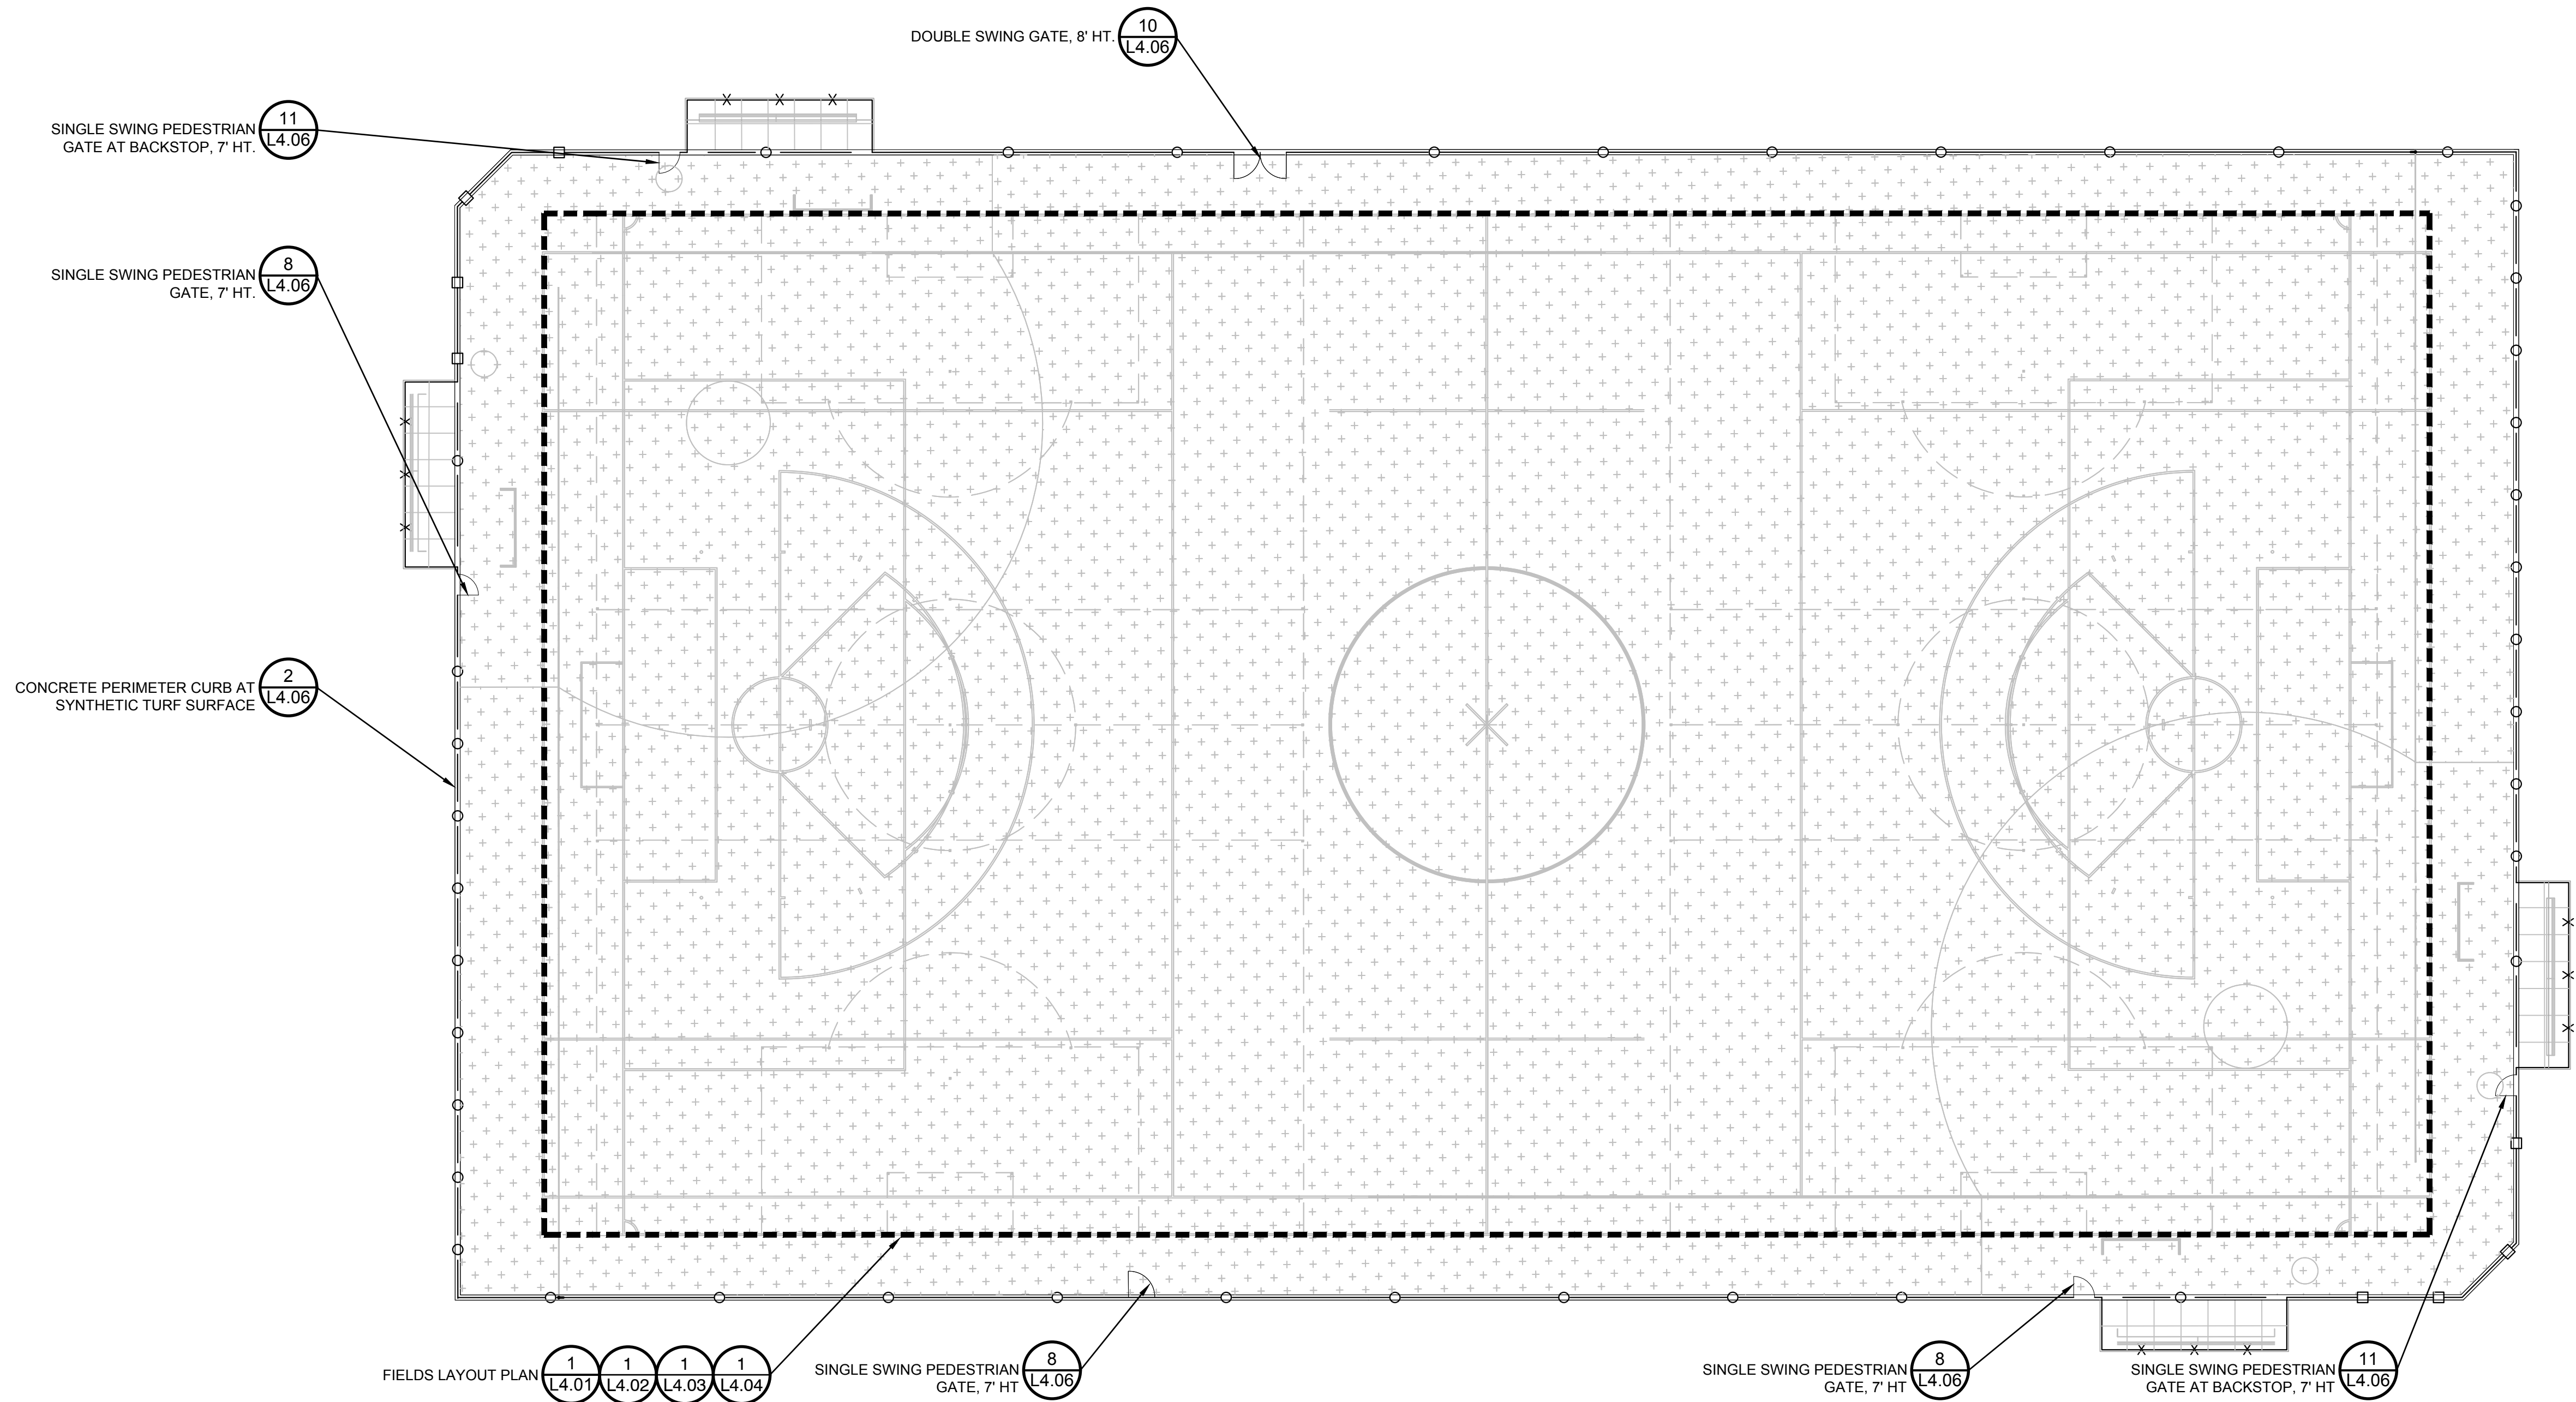 DOUBLE SWING GATE, 8' HT.
10
L4.06
SINGLE SWING PEDESTRIAN
GATE AT BACKSTOP, 7' HT.
11
L4.06
SINGLE SWING PEDESTRIAN
GATE, 7' HT.
8
L4.06
CONCRETE PERIMETER CURB AT
SYNTHETIC TURF SURFACE
2
L4.06
FIELDS LAYOUT PLAN
1
L4.01
1
L4.02
1
L4.03
1
L4.04
SINGLE SWING PEDESTRIAN
GATE, 7' HT
8
L4.06
SINGLE SWING PEDESTRIAN
GATE, 7' HT
8
L4.06
SINGLE SWING PEDESTRIAN
GATE AT BACKSTOP, 7' HT
11
L4.06